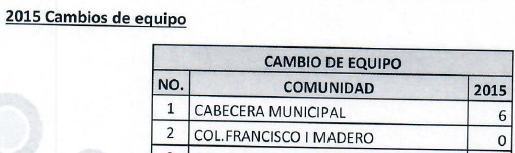 2015 Cambios de equipo
CAMBIO DE EQUIPO
NO. COMUNIDAD 2015
1 CABECERA MUNICIPAL 6
2 COL.FRANCISCO I MADERO 0